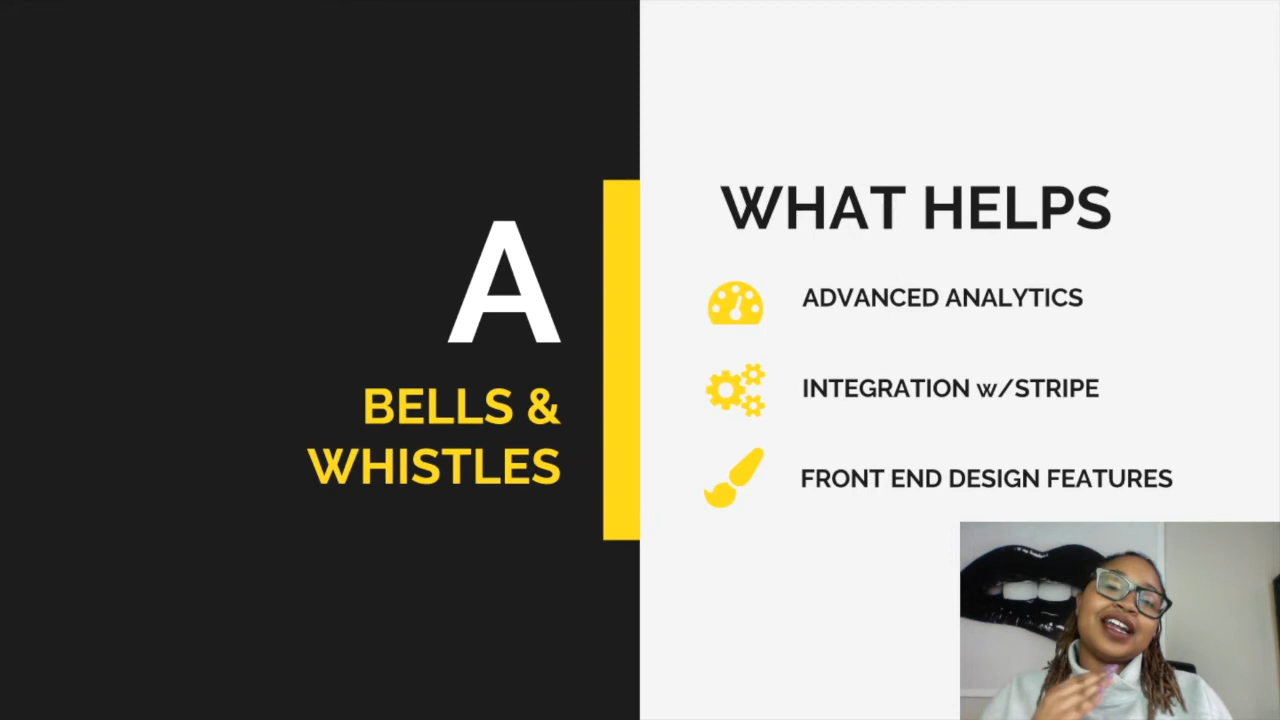 A
BELLS &
WHISTLES
WHAT HELPS
ADVANCED ANALYTICS
INTEGRATION w/STRIPE
FRONT END DESIGN FEATURES